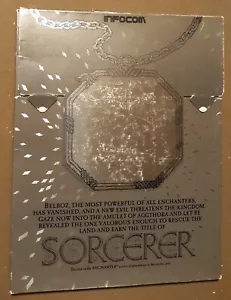 INFOCOM
BELBOZ, THE MOST POWERFUL OF ALL ENCHANTERS,
HAS VANISHED, AND A NEW EVIL THREATENS THE KINGDOM
GAZE NOW INTO THE AMULET OF AGGTHORA AND LET BE
REVEALED THE ONE VALOROUS ENOUGH TO RESCUE THE
LAND AND EARN THE TITLE OF
SORCERER